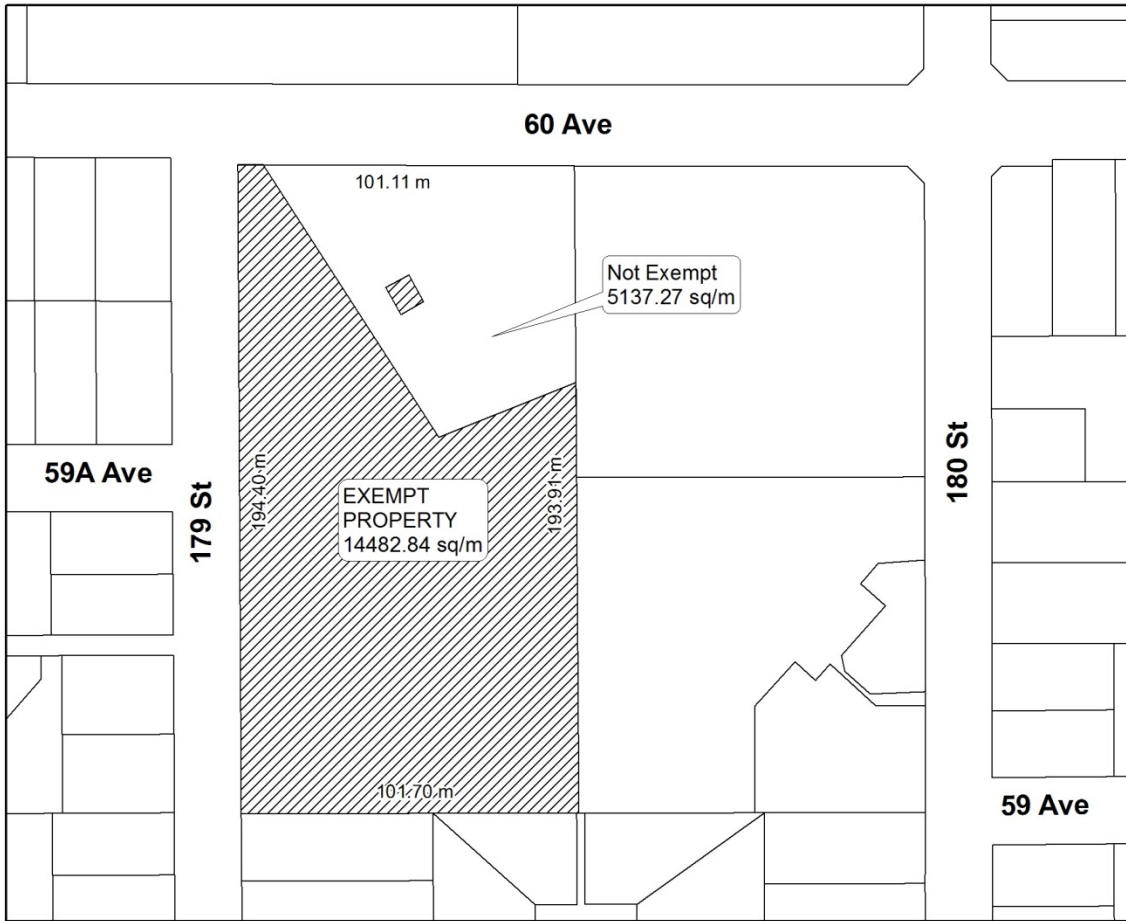 60 Ave
101.11 m
Not Exempt
5137.27 sq/m
59A Ave
179 St
194.40 m
EXEMPT
PROPERTY
14482.84 sq/m
193.91 m
180 St
101.70 m
59 Ave